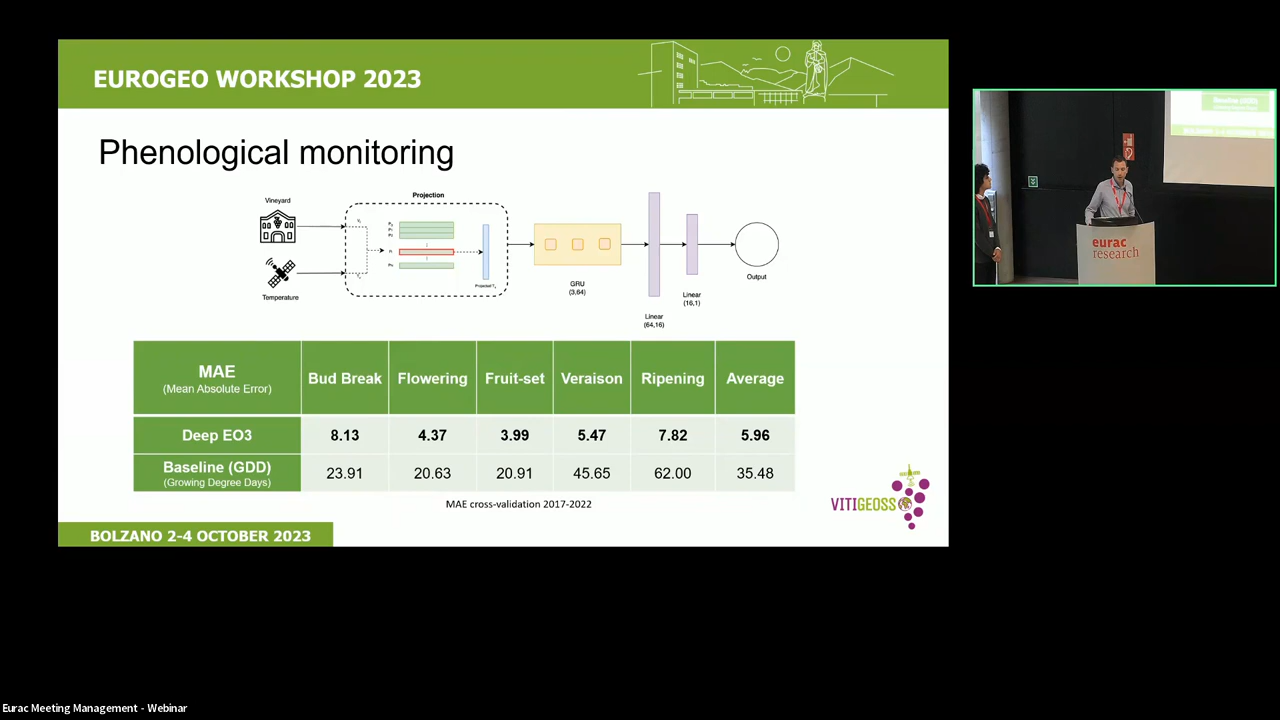 EUROGEO WORKSHOP 2023
Phenological monitoring
Projection
Vineyard
Temperature
GRU
(3,64)
Linear
(64,16)
Linear
(16,1)
Output
MAE
(Mean Absolute Error)
Bud Break
Flowering
Fruit-set
Veraison
Ripening
Average
Deep EO3
8.13
4.37
3.99
5.47
7.82
5.96
Baseline (GDD)
(Growing Degree Days)
23.91
20.63
20.91
45.65
62.00
35.48
MAE cross-validation 2017-2022
VITIGEOSS
BOLZANO 2-4 OCTOBER 2023
eurac
research
Eurac Meeting Management - Webinar